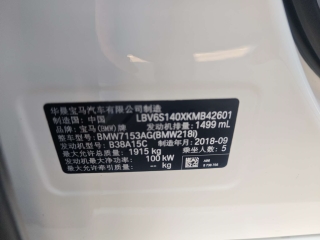 华晨宝马汽车有限公司制造
制造国：中国 LBV6S140XKMB42601
品牌：宝马(BMW)牌 发动机排量：1499 mL
整车型号：BMW7153AG(BMW218i)
发动机型号：B38A15C 制造年月：2018-09
最大允许总质量：1915 kg 乘坐人数：5
发动机最大净功率：100 kW
最大允许牵引质量：-- kg